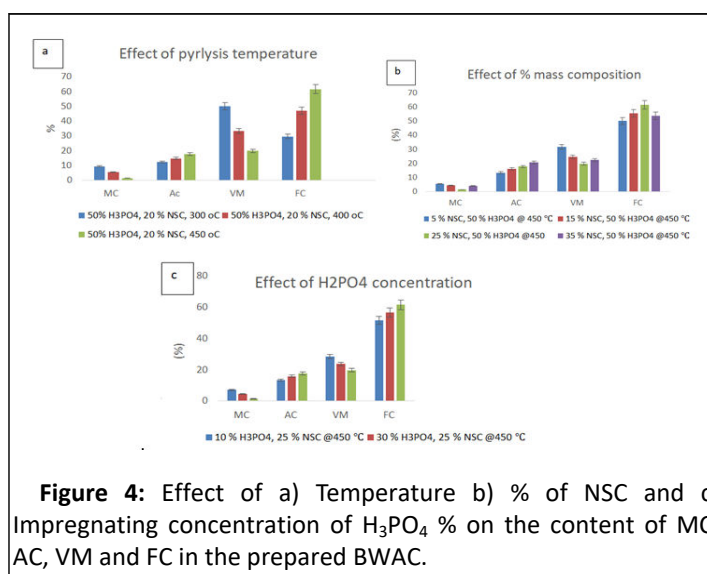 a
Effect of pyrlysis temperature
70
60
50
40
30
20
10
0
%
MC Ac VM FC
50% H3PO4, 20 % NSC, 300 oC 50% H3PO4, 20 % NSC, 400 oC
50% H3PO4, 20 % NSC, 450 oC
b
Effect of % mass composition
70
60
50
40
30
20
10
0
(%)
MC AC VM FC
5 % NSC, 50 % H3PO4 @ 450 °C 15 % NSC, 50 % H3PO4 @450 °C
25 % NSC, 50 % H3PO4 @450 35 % NSC, 50 % H3PO4 @450 °C
c
Effect of H2PO4 concentration
80
60
40
20
0
(%)
MC AC VM FC
10 % H3PO4, 25 % NSC @450 °C 30 % H3PO4, 25 % NSC @450 °C
.
Figure 4: Effect of a) Temperature b) % of NSC and c
Impregnating concentration of H₃PO₄ % on the content of MC
AC, VM and FC in the prepared BWAC.